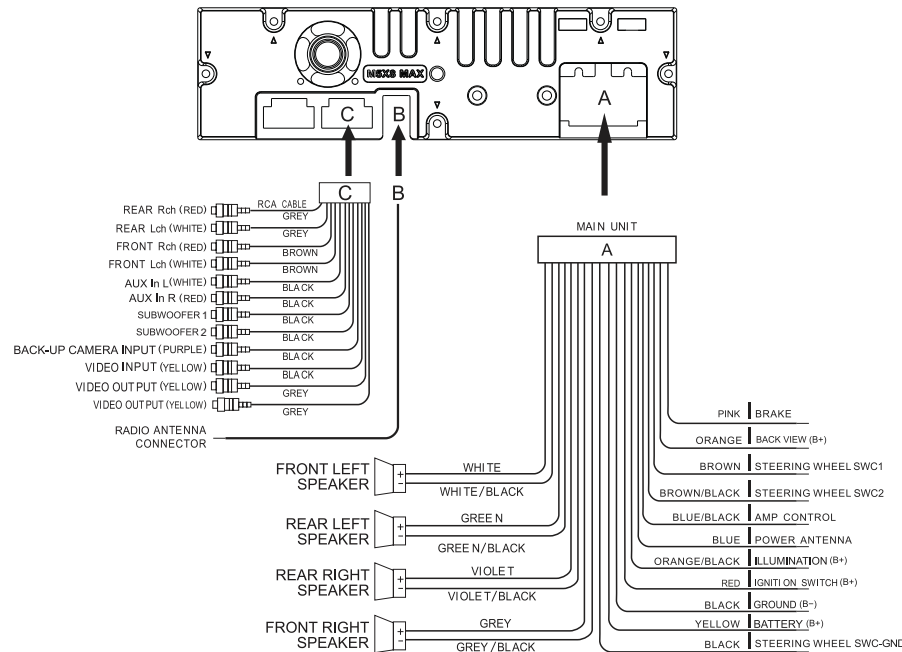 M5X8 MAX
A
C
B
C
B
RCA CABLE
REAR Rch (RED)
GREY
REAR Lch (WHITE)
GREY
FRONT Rch (RED)
BROWN
FRONT Lch (WHITE)
BROWN
AUX In L (WHITE)
BLACK
AUX In R (RED)
BLACK
SUBWOOFER 1
BLACK
SUBWOOFER 2
BLACK
BACK-UP CAMERA INPUT (PURPLE)
BLACK
VIDEO INPUT (YELLOW)
BLACK
VIDEO OUTPUT (YELLOW)
GREY
VIDEO OUTPUT (YELLOW)
GREY
RADIO ANTENNA
CONNECTOR
MAIN UNIT
A
FRONT LEFT
SPEAKER
+
−
WHITE
WHITE/BLACK
REAR LEFT
SPEAKER
+
−
GREEN
GREEN/BLACK
REAR RIGHT
SPEAKER
+
−
VIOLET
VIOLET/BLACK
FRONT RIGHT
SPEAKER
+
−
GREY
GREY/BLACK
PINK BRAKE
ORANGE BACK VIEW (B+)
BROWN STEERING WHEEL SWC1
BROWN/BLACK STEERING WHEEL SWC2
BLUE/BLACK AMP CONTROL
BLUE POWER ANTENNA
ORANGE/BLACK ILLUMINATION (B+)
RED IGNITION SWITCH (B+)
BLACK GROUND (B−)
YELLOW BATTERY (B+)
BLACK STEERING WHEEL SWC-GND